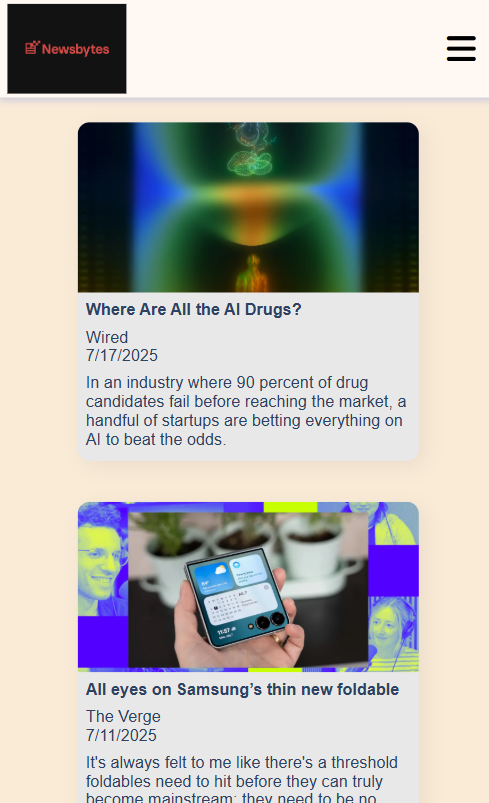 Newsbytes
Where Are All the AI Drugs?
Wired
7/17/2025
In an industry where 90 percent of drug
candidates fail before reaching the market, a
handful of startups are betting everything on
AI to beat the odds.
11:57
All eyes on Samsung’s thin new foldable
The Verge
7/11/2025
It's always felt to me like there's a threshold
foldables need to hit before they can truly
become mainstream: they need to be no